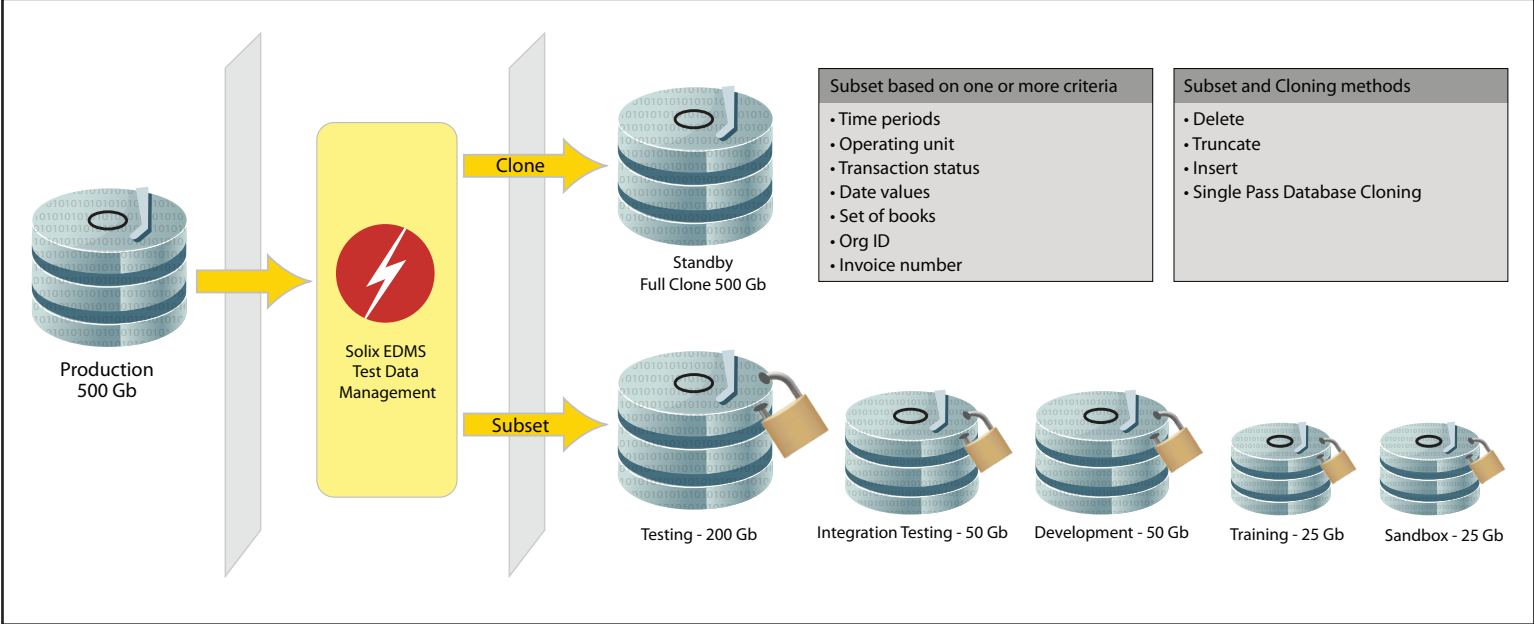 Production
500 Gb
Solix EDMS
Test Data
Management
Clone
Subset
Standby
Full Clone 500 Gb
Subset based on one or more criteria
• Time periods
• Operating unit
• Transaction status
• Date values
• Set of books
• Org ID
• Invoice number
Subset and Cloning methods
• Delete
• Truncate
• Insert
• Single Pass Database Cloning
Testing - 200 Gb
Integration Testing - 50 Gb
Development - 50 Gb
Training - 25 Gb
Sandbox - 25 Gb